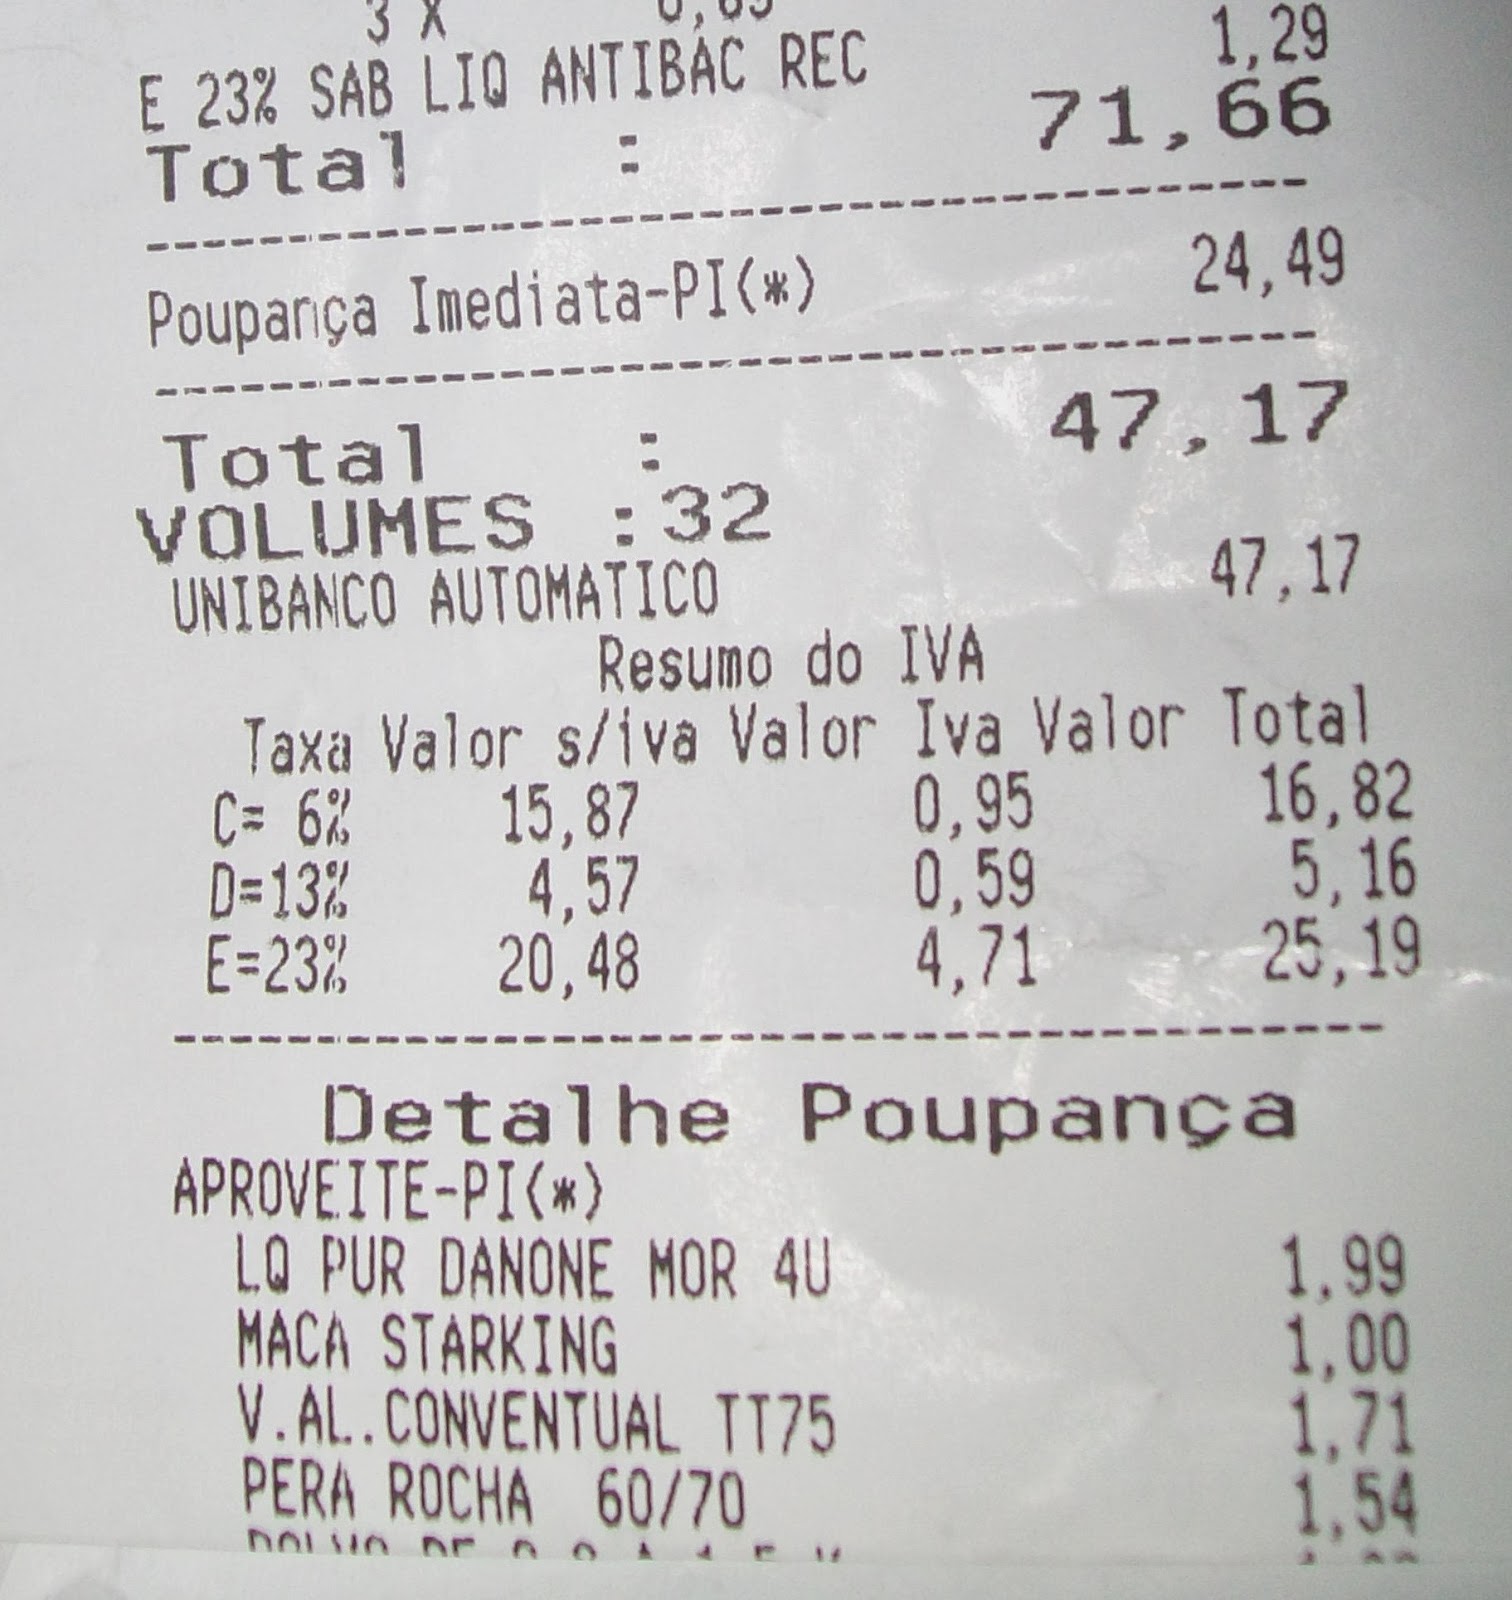 3 X
E 23% SAB LIQ ANTIBAC REC 1,29
Total : 71,66
Poupança Imediata-PI(*) 24,49
Total : 47,17
VOLUMES :32
UNIBANCO AUTOMATICO 47,17
Resumo do IVA
Taxa Valor s/iva Valor Iva Valor Total
C= 6% 15,87 0,95 16,82
D=13% 4,57 0,59 5,16
E=23% 20,48 4,71 25,19
Detalhe Poupança
APROVEITE-PI(*)
LQ PUR DANONE MOR 4U 1,99
MACA STARKING 1,00
V.AL.CONVENTUAL TT75 1,71
PERA ROCHA 60/70 1,54